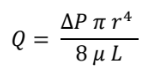 Q = ΔP π r⁴ / 8 μ L